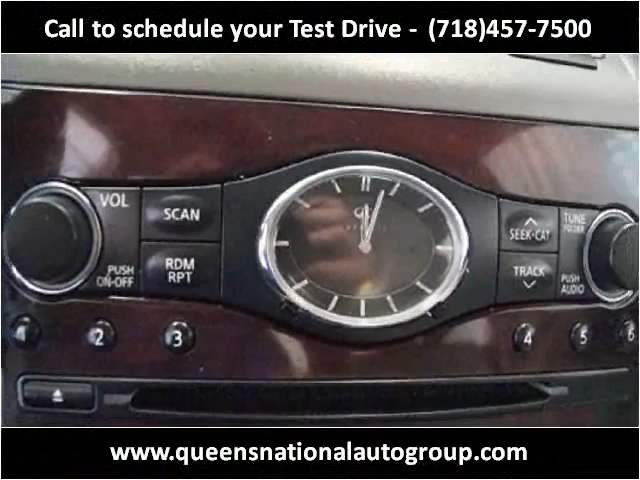 Call to schedule your Test Drive - (718)457-7500
VOL
SCAN
PUSH
ON-OFF
RDM
RPT
SEEK·CAT
TUNE
FOLDER
TRACK
PUSH
AUDIO
1
2
3
4
5
6
www.queensnationalautogroup.com